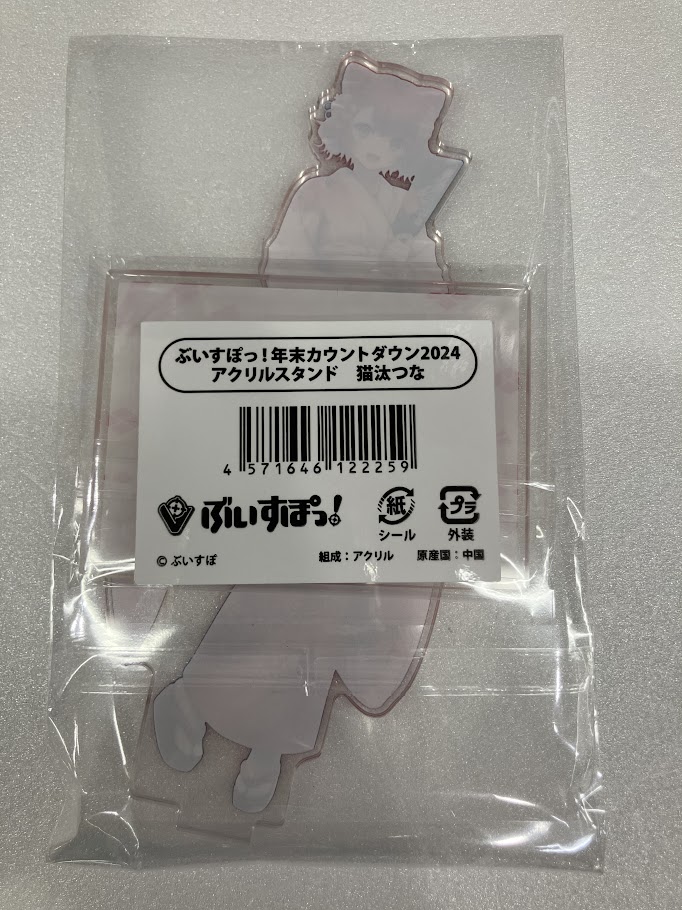 ぶいすぽっ！年末カウントダウン2024
アクリルスタンド　猫汰つな
4 571646 122259
ぶいすぽっ！
紙
シール
プラ
外装
© ぶいすぽ
組成：アクリル
原産国：中国